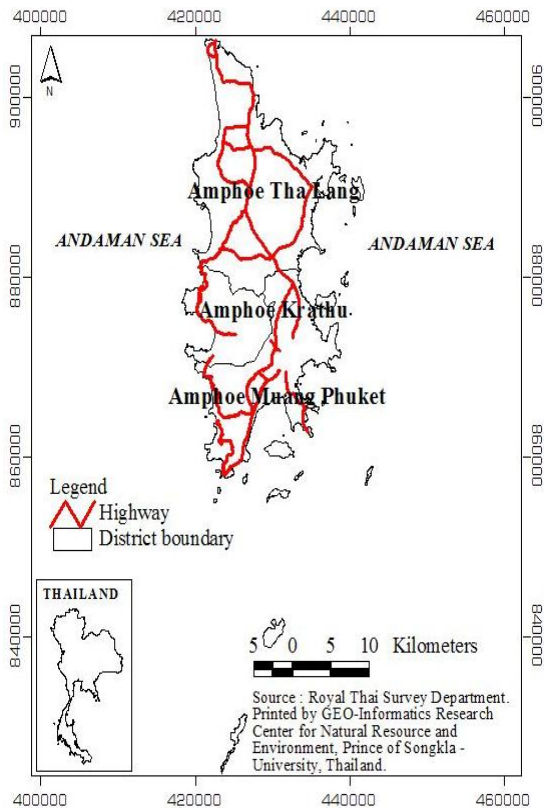 400000 420000 440000 460000
N
900000 900000
Amphoe Tha Lang
ANDAMAN SEA ANDAMAN SEA
880000 880000
Amphoe Krathu
Amphoe Muang Phuket
860000 860000
Legend
Highway
District boundary
THAILAND
840000 840000
5 0 5 10 Kilometers
Source : Royal Thai Survey Department.
Printed by GEO-Informatics Research
Center for Natural Resource and
Environment, Prince of Songkla -
University, Thailand.
400000 420000 440000 460000